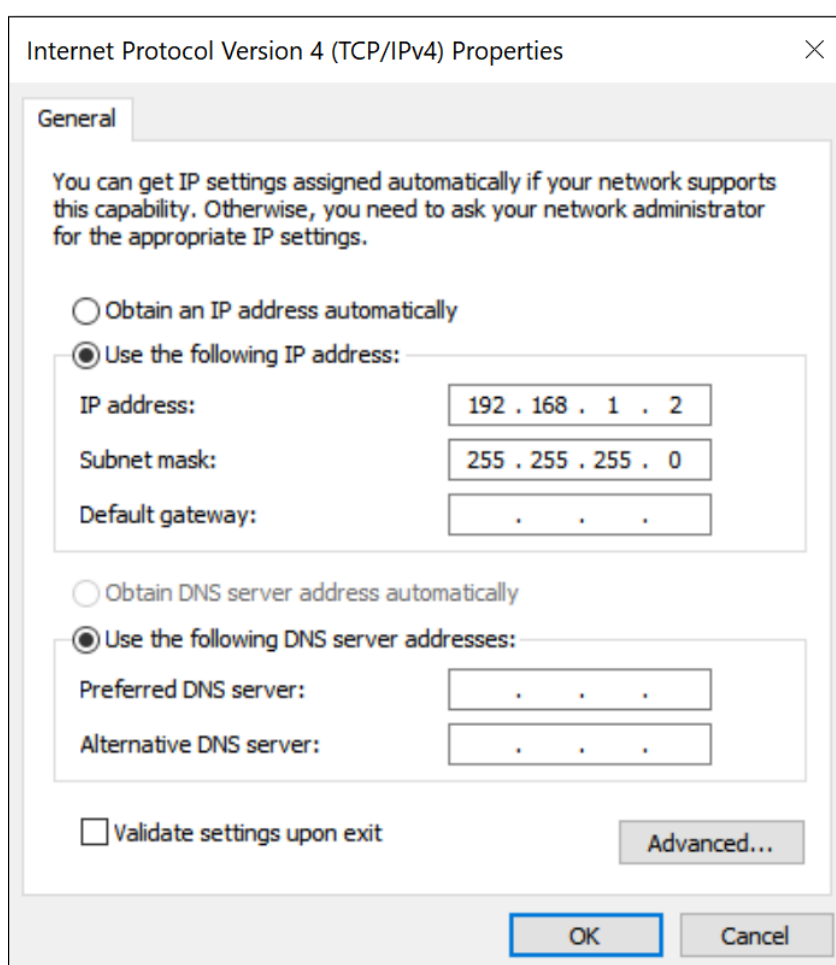 Internet Protocol Version 4 (TCP/IPv4) Properties
General
You can get IP settings assigned automatically if your network supports
this capability. Otherwise, you need to ask your network administrator
for the appropriate IP settings.
Obtain an IP address automatically
Use the following IP address:
IP address: 192 . 168 . 1 . 2
Subnet mask: 255 . 255 . 255 . 0
Default gateway: . . .
Obtain DNS server address automatically
Use the following DNS server addresses:
Preferred DNS server: . . .
Alternative DNS server: . . .
Validate settings upon exit
Advanced...
OK Cancel